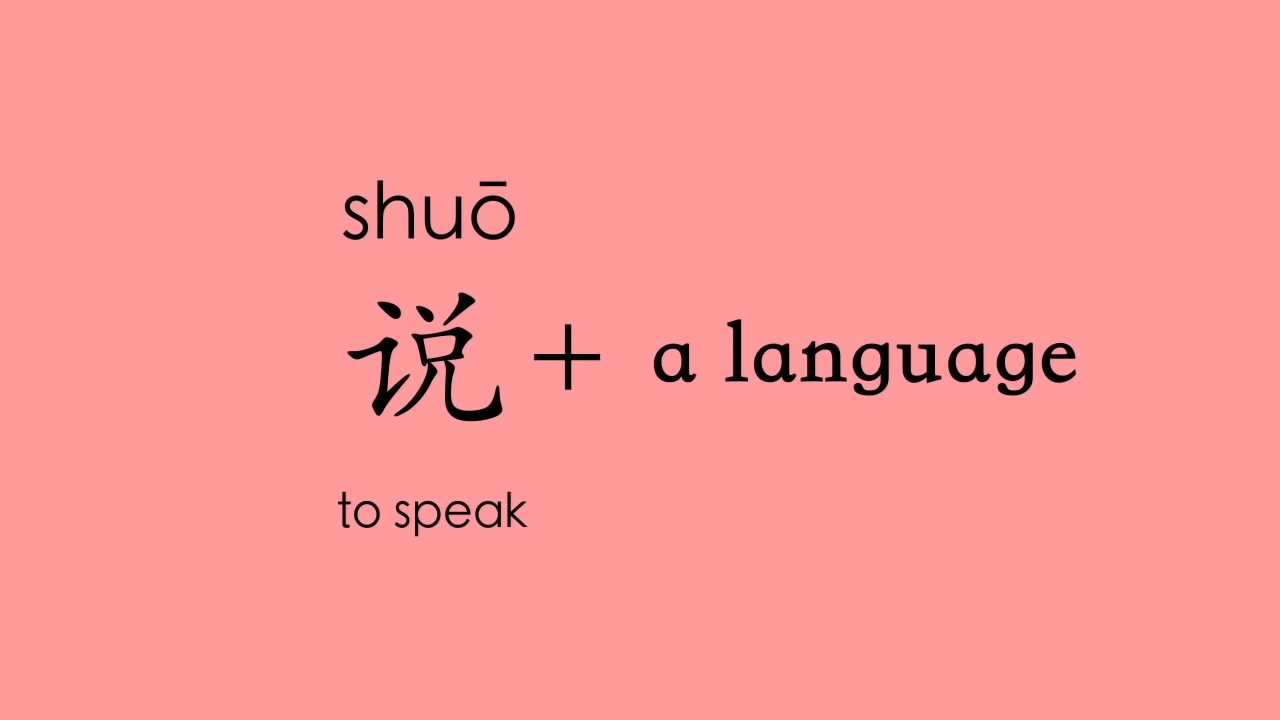 shuō
说 + a language
to speak